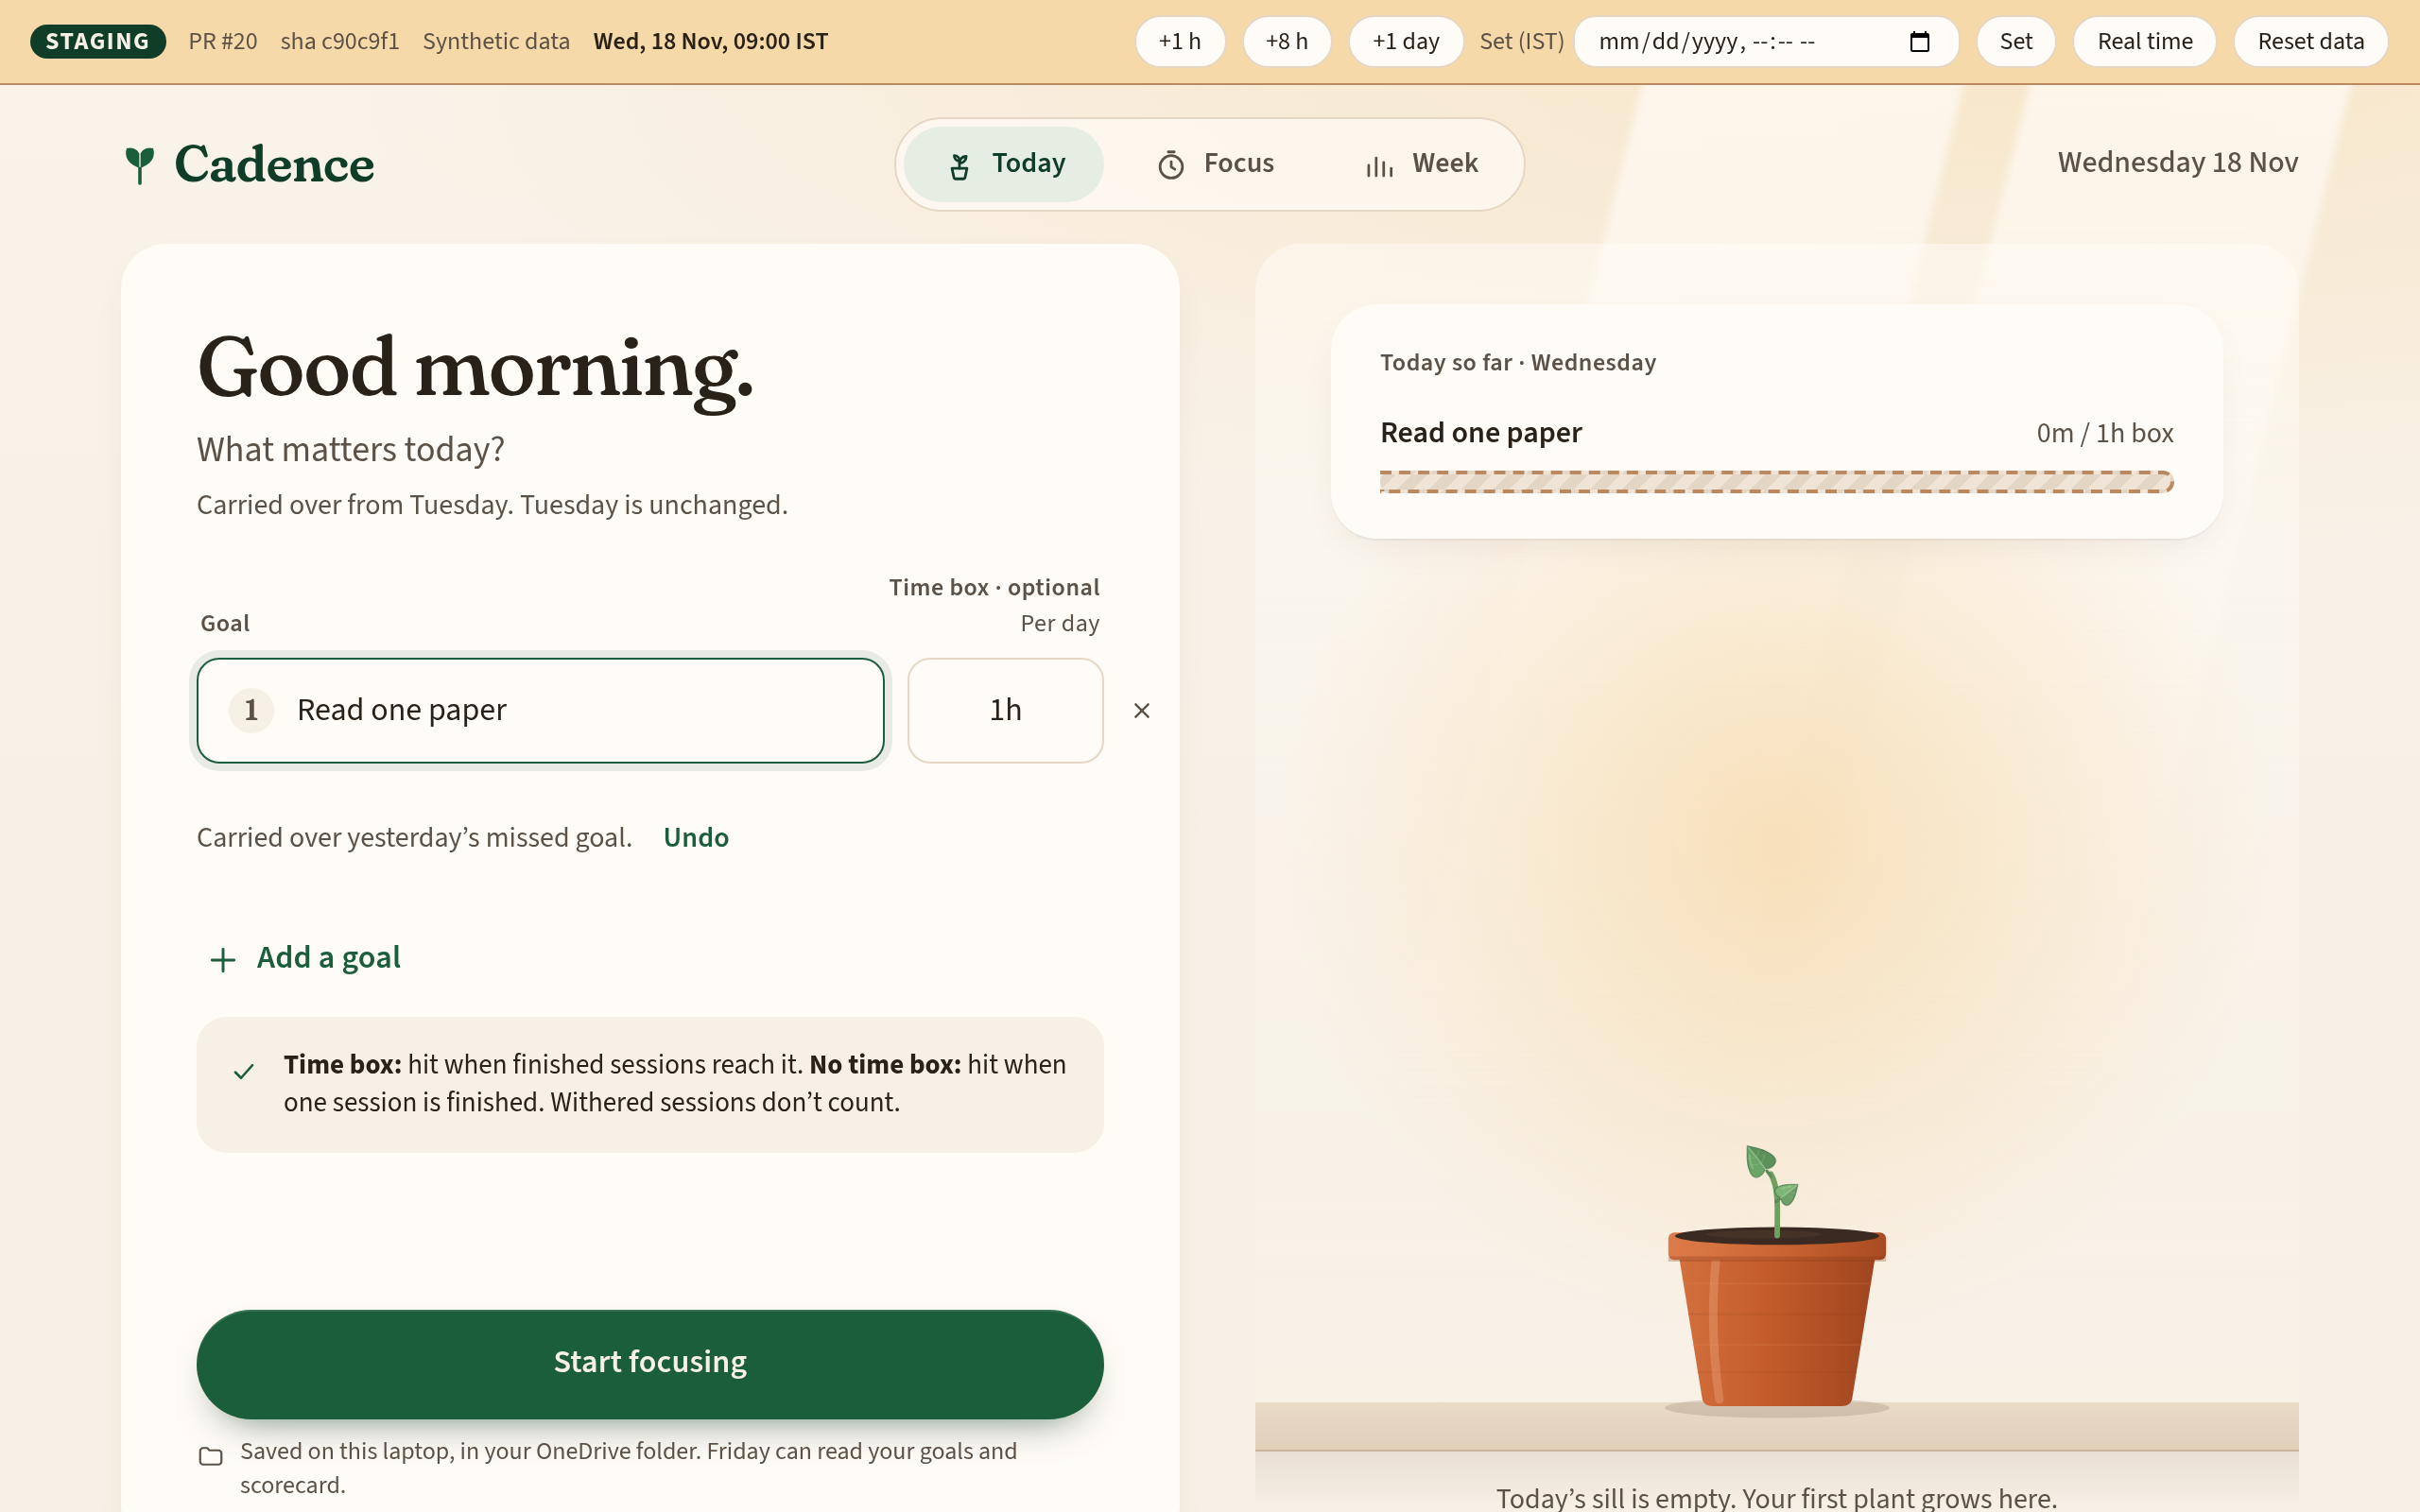 STAGING PR #20 sha c90c9f1 Synthetic data Wed, 18 Nov, 09:00 IST +1 h +8 h +1 day Set (IST) mm/dd/yyyy, --:-- -- Set Real time Reset data
Cadence Today Focus Week Wednesday 18 Nov
Good morning.
What matters today?
Carried over from Tuesday. Tuesday is unchanged.
Time box · optional
Goal Per day
1 Read one paper 1h ×
Carried over yesterday’s missed goal. Undo
+ Add a goal
Time box: hit when finished sessions reach it. No time box: hit when
one session is finished. Withered sessions don’t count.
Start focusing
Saved on this laptop, in your OneDrive folder. Friday can read your goals and
scorecard.
Today so far · Wednesday
Read one paper 0m / 1h box
Today’s sill is empty. Your first plant grows here.